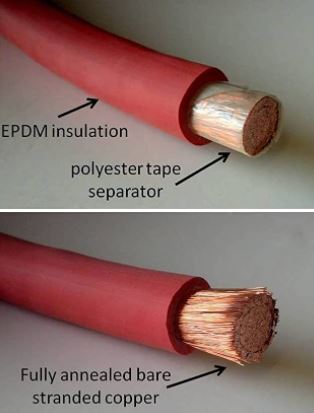 EPDM insulation
polyester tape
separator
Fully annealed bare
stranded copper